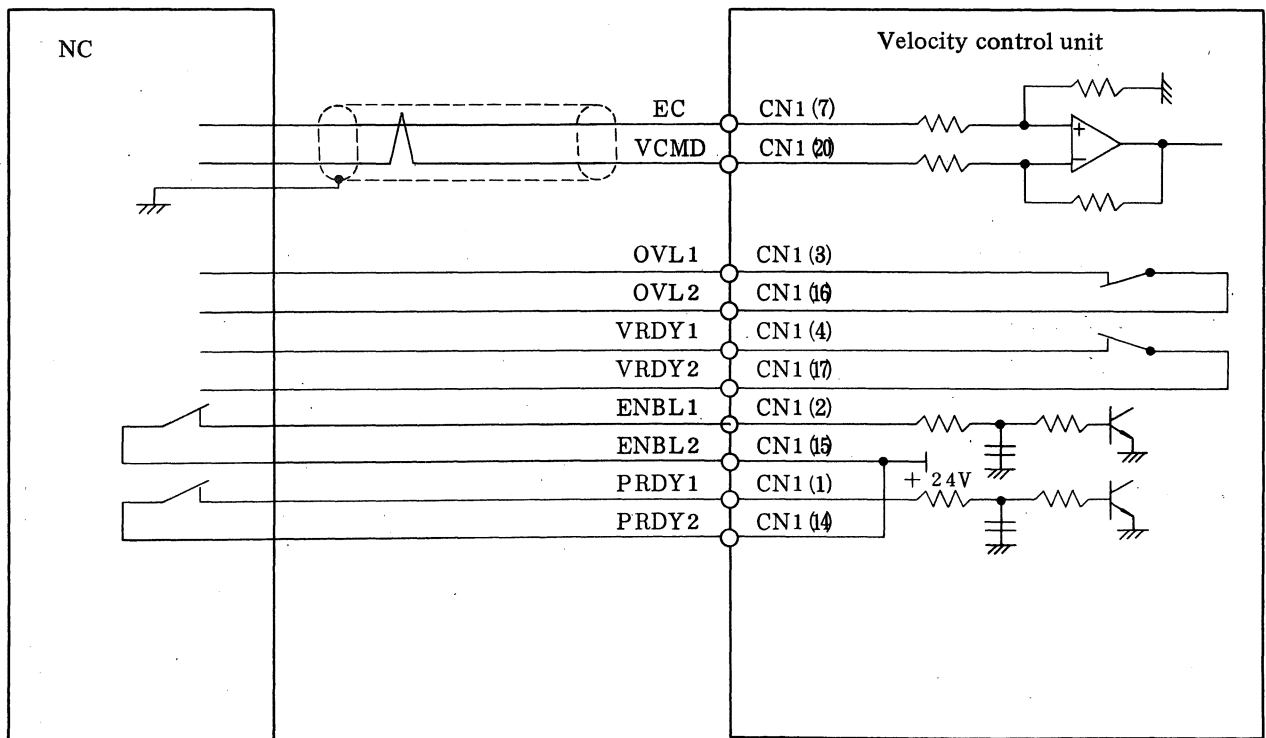 NC
Velocity control unit
EC CN1(7)
VCMD CN1(20)
OVL1 CN1(3)
OVL2 CN1(16)
VRDY1 CN1(4)
VRDY2 CN1(17)
ENBL1 CN1(2)
ENBL2 CN1(15)
+24V
PRDY1 CN1(1)
PRDY2 CN1(14)
+
−